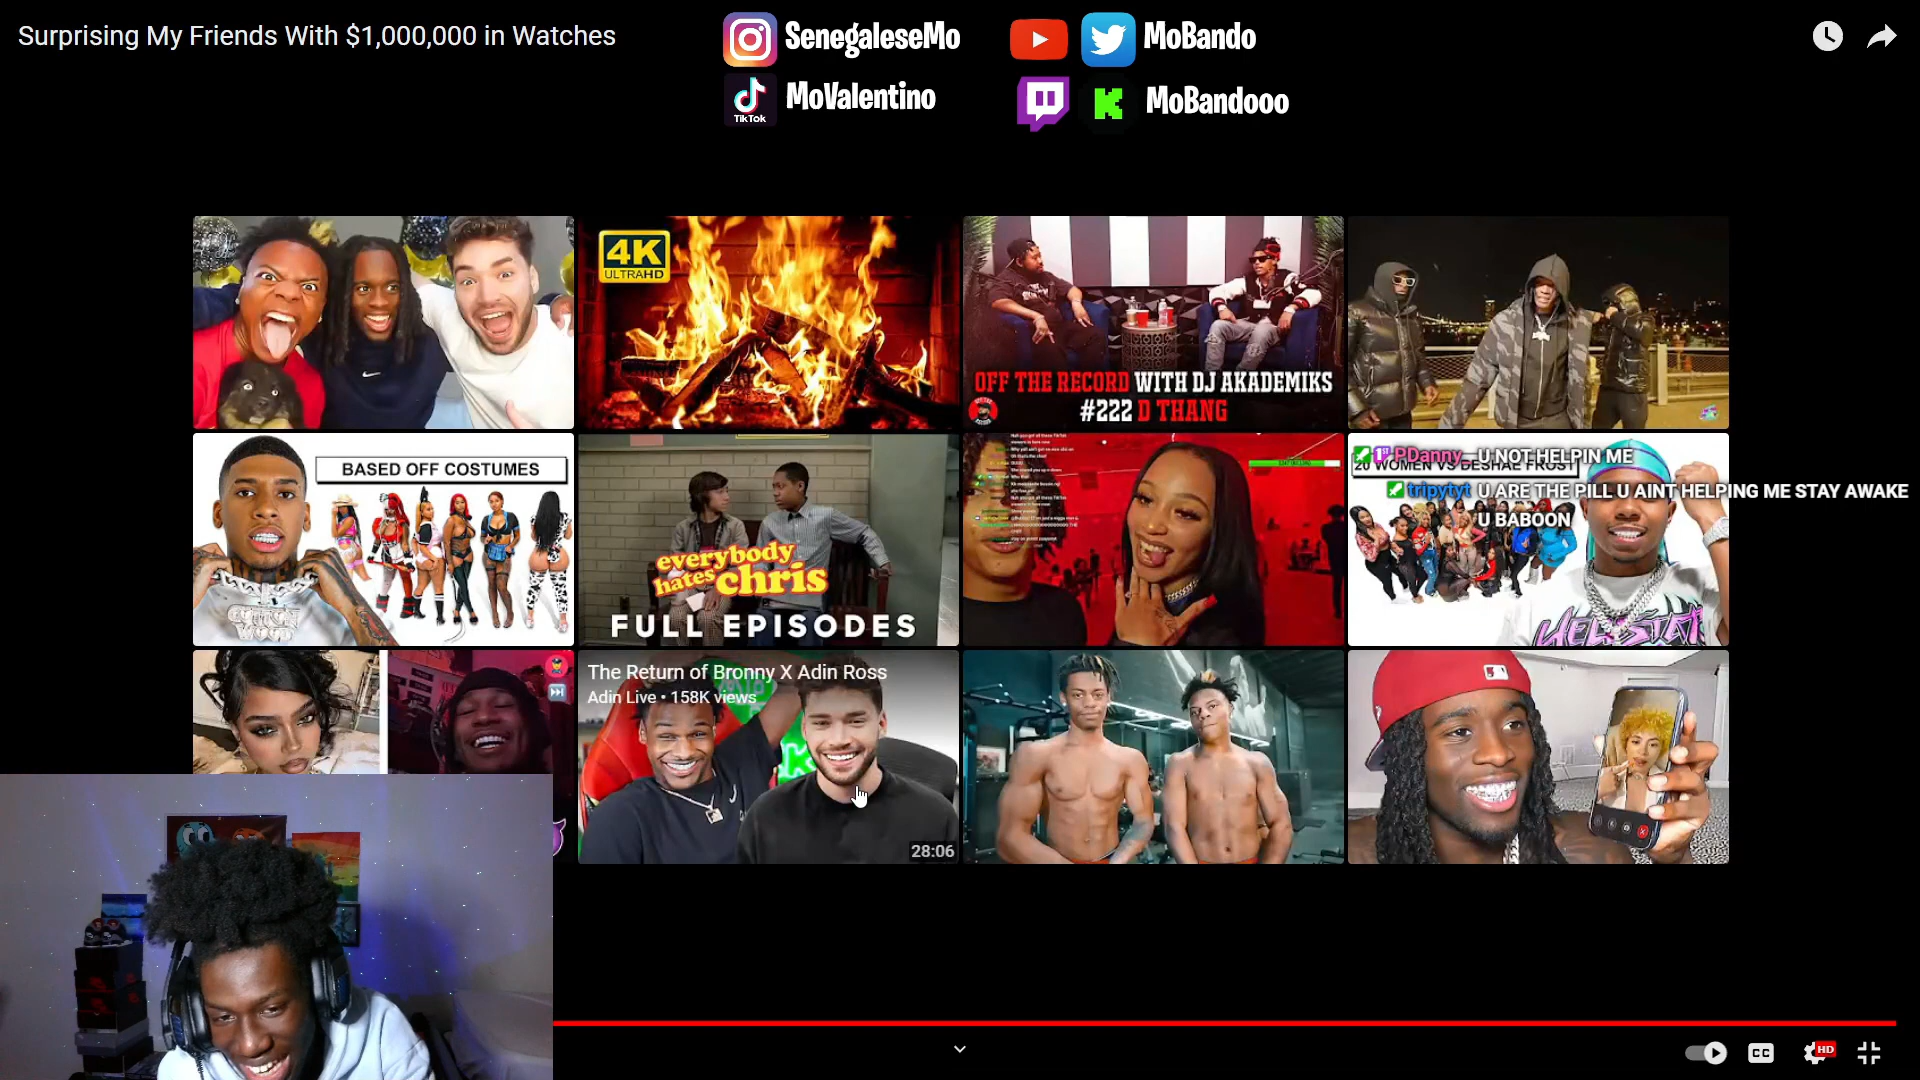 Surprising My Friends With $1,000,000 in Watches
SenegaleseMo
MoBando
TikTok
MoValentino
MoBandooo
4K
ULTRAHD
OFF THE RECORD WITH DJ AKADEMIKS
#222 D THANG
BASED OFF COSTUMES
everybody
hates chris
FULL EPISODES
PDanny_ U NOT HELPIN ME
20 WOMEN VS DESHAE FROST
tripytyt U ARE THE PILL U AINT HELPING ME STAY AWAKE
U BABOON
The Return of Bronny X Adin Ross
Adin Live • 158K views
28:06
CC
HD